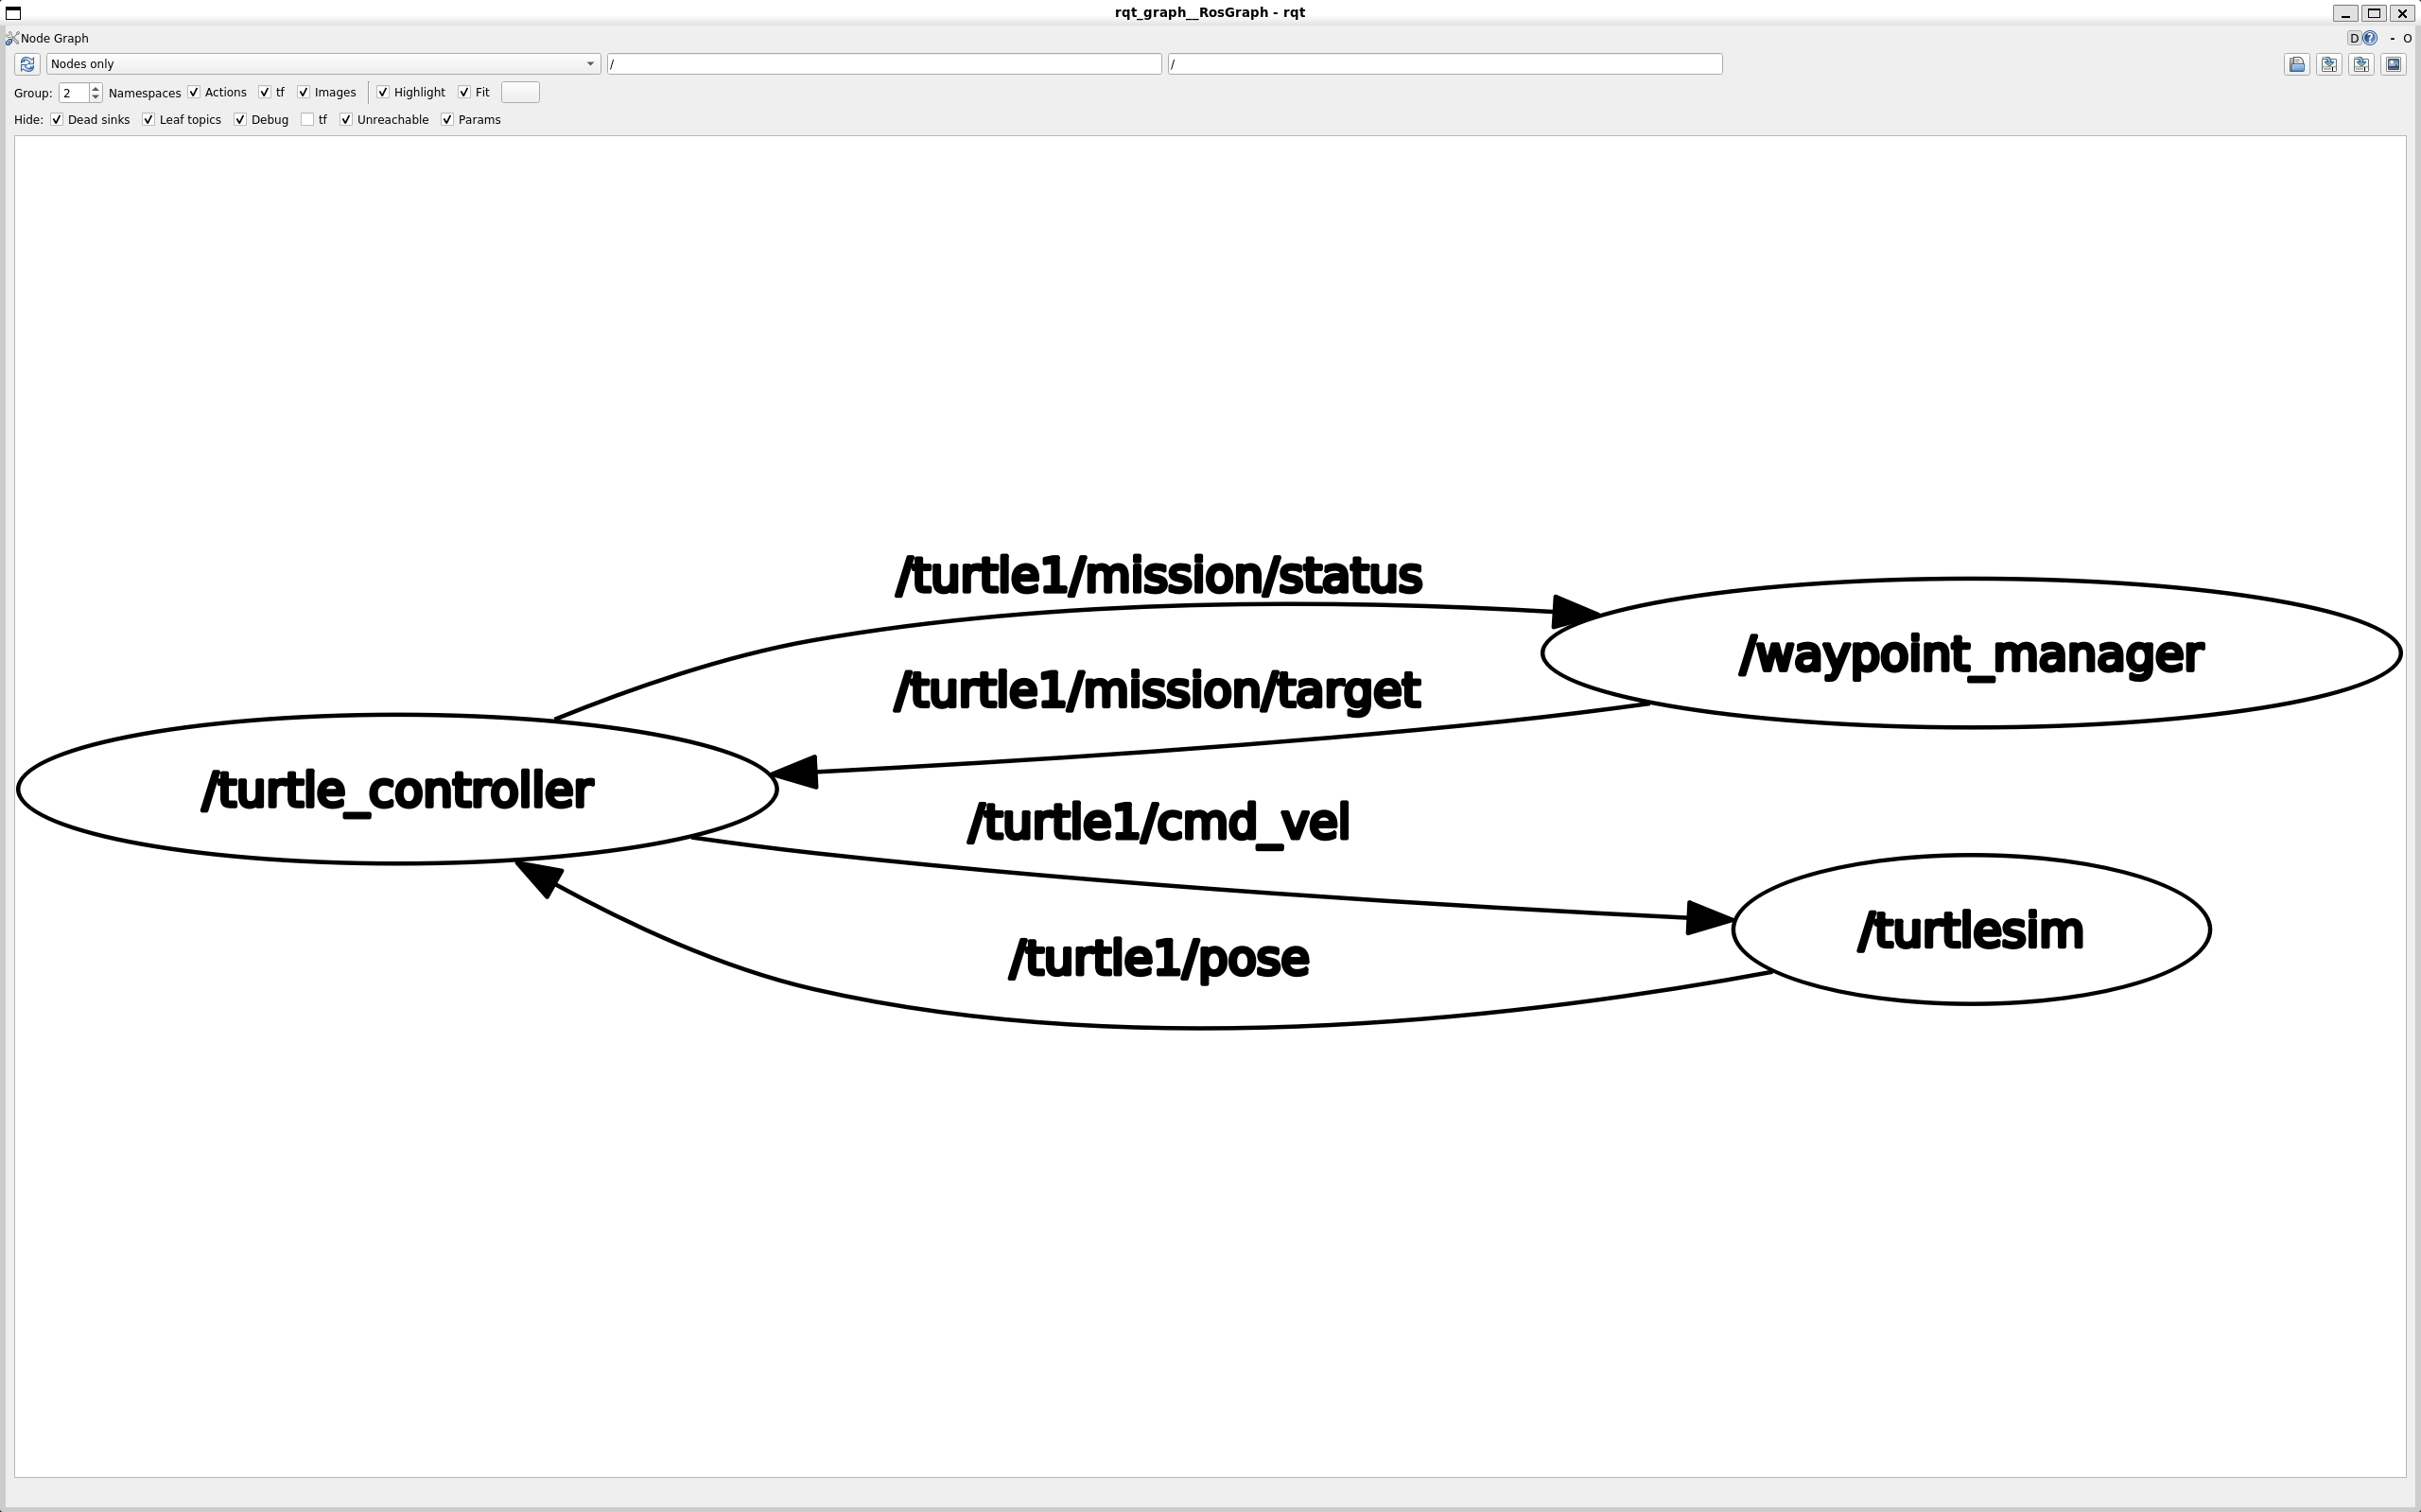 rqt_graph__RosGraph - rqt
Node Graph
D ? - O
Nodes only / /
Group: 2 Namespaces Actions tf Images Highlight Fit
Hide: Dead sinks Leaf topics Debug tf Unreachable Params
/turtle1/mission/status
/waypoint_manager
/turtle1/mission/target
/turtle_controller
/turtle1/cmd_vel
/turtlesim
/turtle1/pose